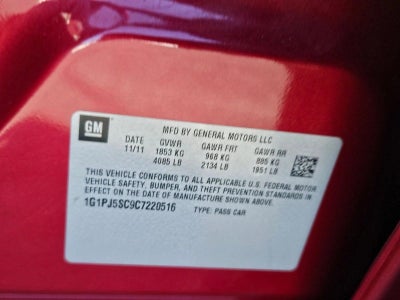 GM
MFD BY GENERAL MOTORS LLC
DATE GVWR GAWR FRT GAWR RR
11/11 1853 KG 968 KG 885 KG
4085 LB 2134 LB 1951 LB
THIS VEHICLE CONFORMS TO ALL APPLICABLE U.S. FEDERAL MOTOR
VEHICLE SAFETY, BUMPER, AND THEFT PREVENTION STANDARDS IN
EFFECT ON THE DATE OF MANUFACTURE SHOWN ABOVE.
1G1PJ5SC9C7220516 TYPE: PASS CAR